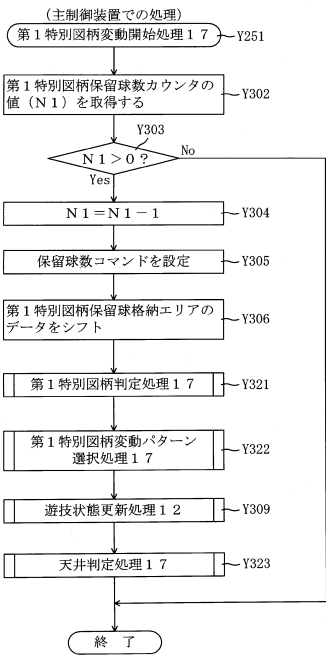 （主制御装置での処理）
第１特別図柄変動開始処理１７
Y251
第１特別図柄保留球数カウンタの
値（Ｎ１）を取得する
Y302
Y303
Ｎ１＞０？
No
Yes
Ｎ１＝Ｎ１－１
Y304
保留球数コマンドを設定
Y305
第１特別図柄保留球格納エリアの
データをシフト
Y306
第１特別図柄判定処理１７
Y321
第１特別図柄変動パターン
選択処理１７
Y322
遊技状態更新処理１２
Y309
天井判定処理１７
Y323
終　了